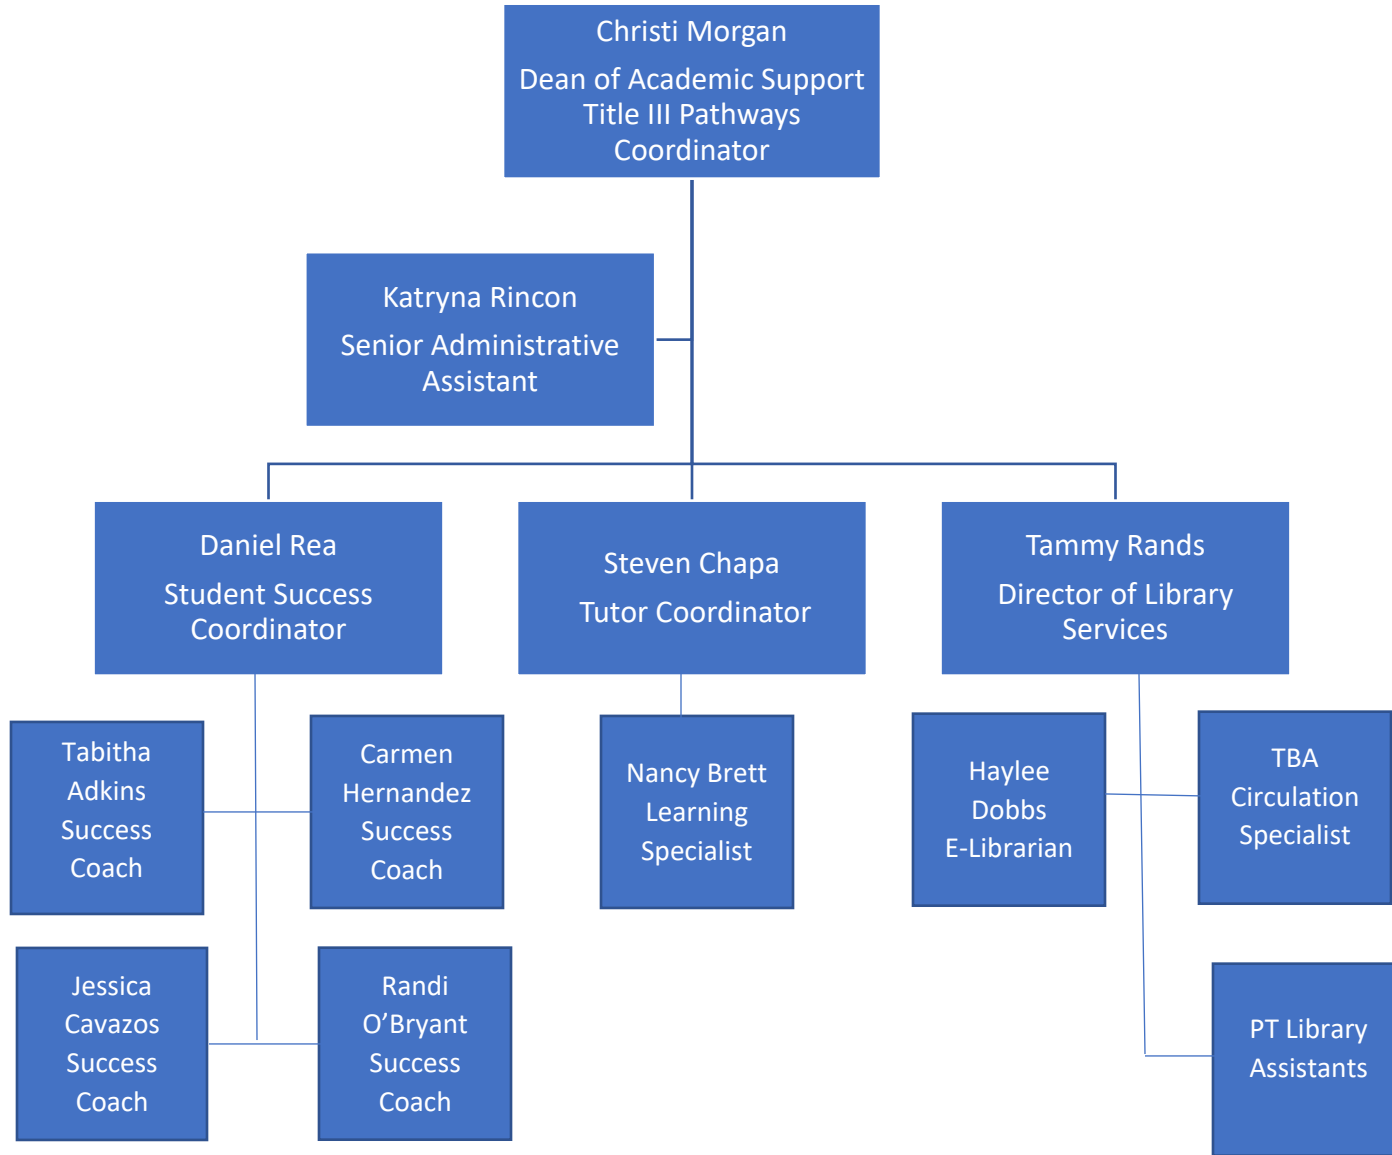 Christi Morgan
Dean of Academic Support
Title III Pathways
Coordinator
Katryna Rincon
Senior Administrative
Assistant
Daniel Rea
Student Success
Coordinator
Steven Chapa
Tutor Coordinator
Tammy Rands
Director of Library
Services
Tabitha
Adkins
Success
Coach
Carmen
Hernandez
Success
Coach
Nancy Brett
Learning
Specialist
Haylee
Dobbs
E-Librarian
TBA
Circulation
Specialist
Jessica
Cavazos
Success
Coach
Randi
O’Bryant
Success
Coach
PT Library
Assistants